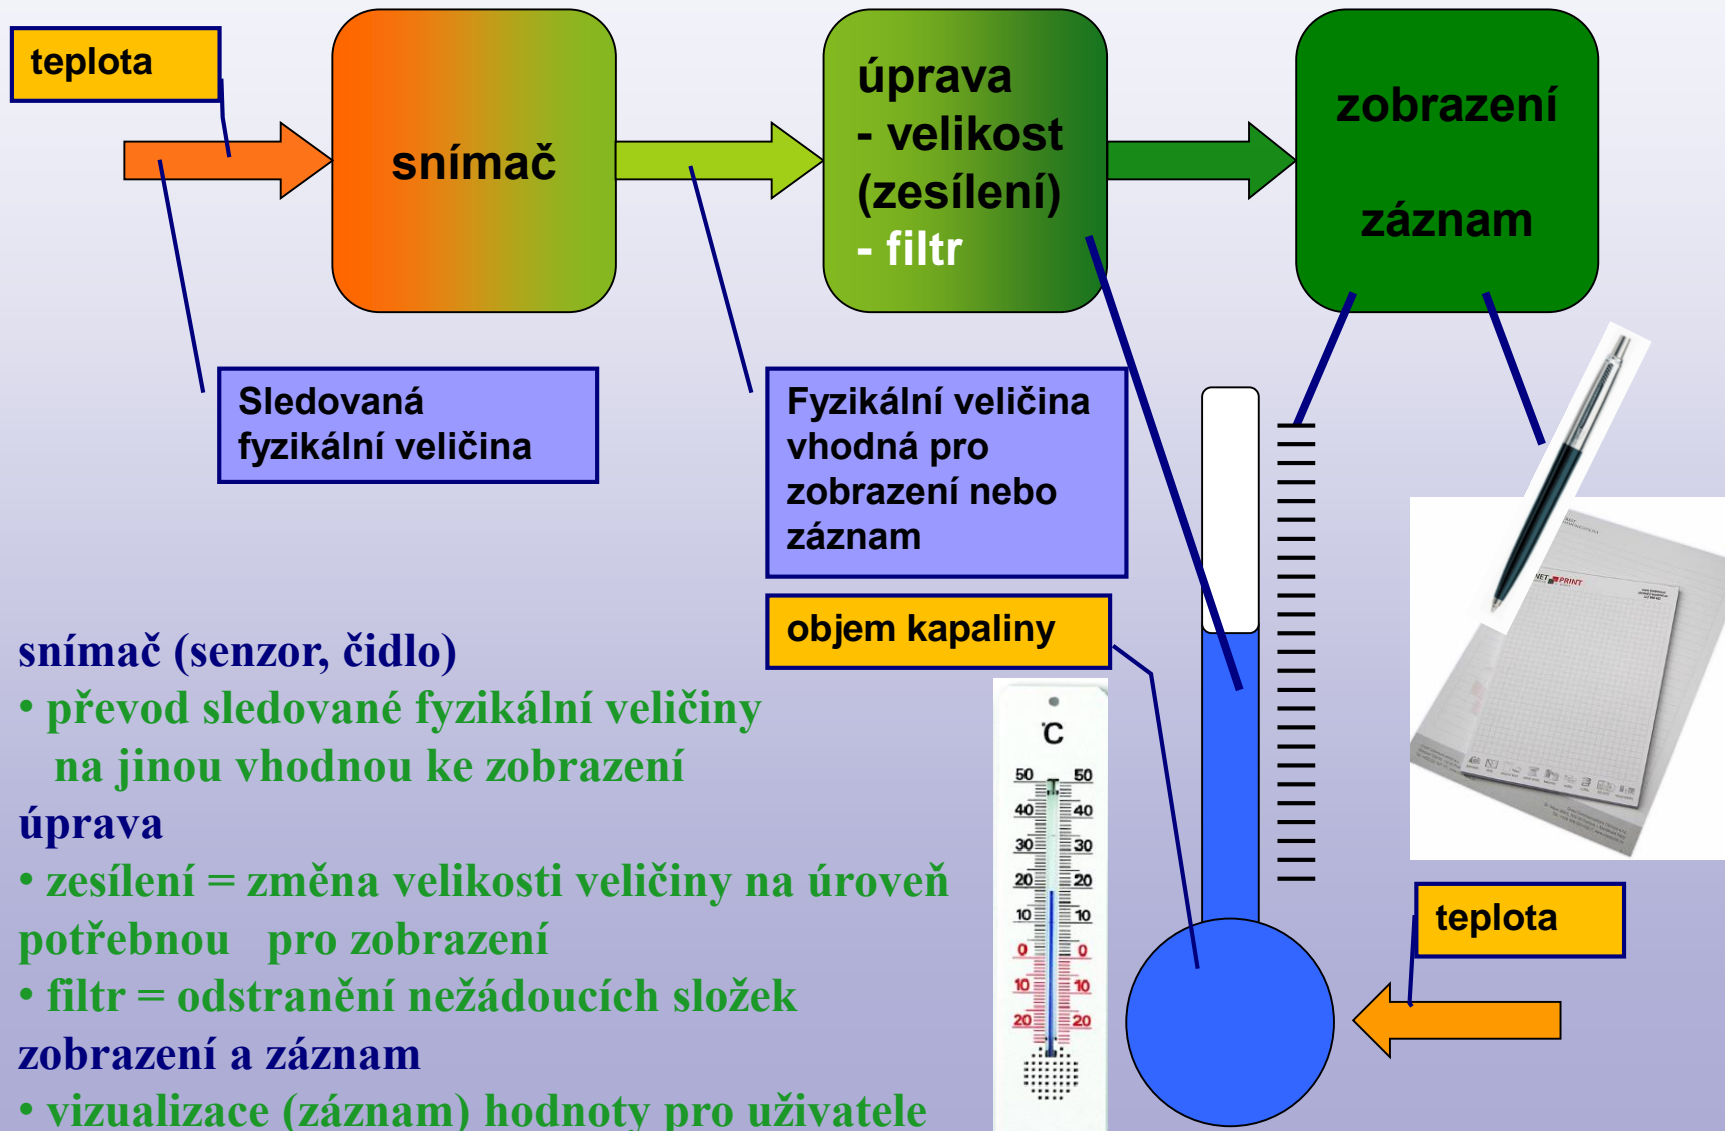 teplota
snímač
úprava
- velikost
(zesílení)
- filtr
zobrazení
záznam
Sledovaná
fyzikální veličina
Fyzikální veličina
vhodná pro
zobrazení nebo
záznam
objem kapaliny
teplota
snímač (senzor, čidlo)
• převod sledované fyzikální veličiny
na jinou vhodnou ke zobrazení
úprava
• zesílení = změna velikosti veličiny na úroveň
potřebnou pro zobrazení
• filtr = odstranění nežádoucích složek
zobrazení a záznam
• vizualizace (záznam) hodnoty pro uživatele
°C
50 50
40 40
30 30
20 20
10 10
0 0
10 10
20 20
PRINT